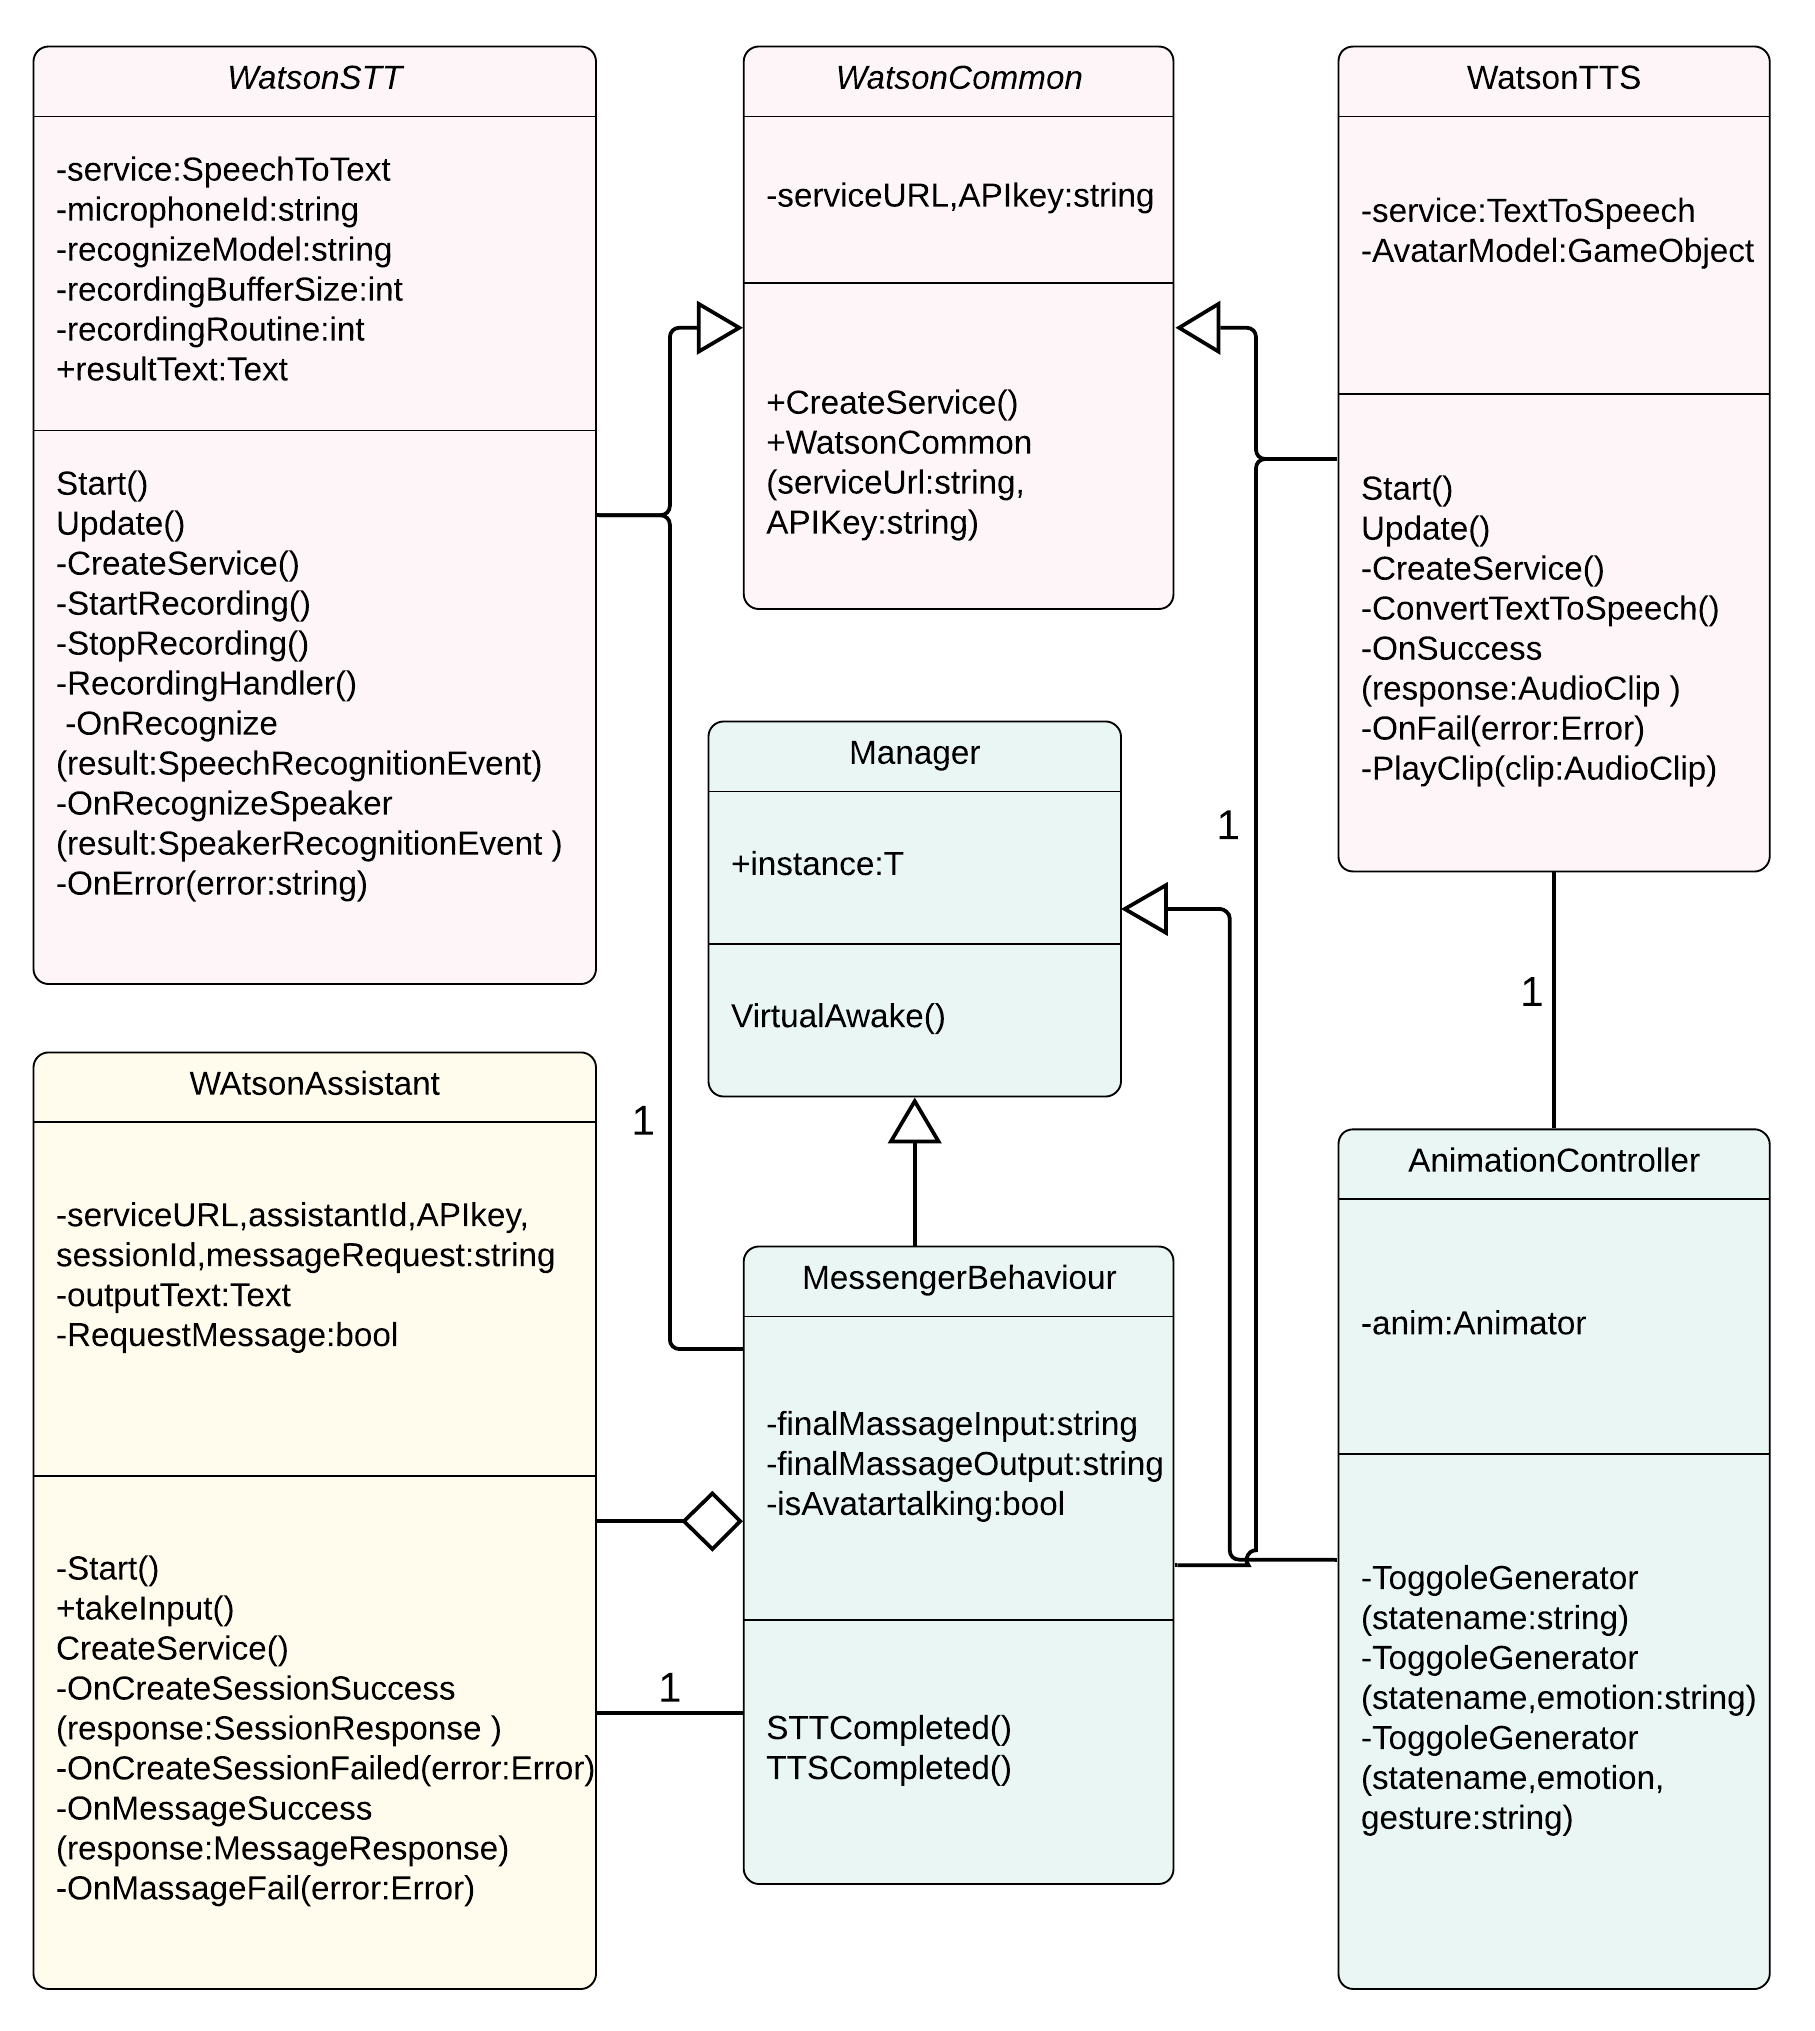 WatsonSTT
-service:SpeechToText
-microphoneId:string
-recognizeModel:string
-recordingBufferSize:int
-recordingRoutine:int
+resultText:Text
Start()
Update()
-CreateService()
-StartRecording()
-StopRecording()
-RecordingHandler()
-OnRecognize
(result:SpeechRecognitionEvent)
-OnRecognizeSpeaker
(result:SpeakerRecognitionEvent )
-OnError(error:string)
WatsonCommon
-serviceURL,APIkey:string
+CreateService()
+WatsonCommon
(serviceUrl:string,
APIKey:string)
WatsonTTS
-service:TextToSpeech
-AvatarModel:GameObject
Start()
Update()
-CreateService()
-ConvertTextToSpeech()
-OnSuccess
(response:AudioClip )
-OnFail(error:Error)
-PlayClip(clip:AudioClip)
Manager
+instance:T
VirtualAwake()
1
1
1
WAtsonAssistant
-serviceURL,assistantId,APIkey,
sessionId,messageRequest:string
-outputText:Text
-RequestMessage:bool
-Start()
+takeInput()
CreateService()
-OnCreateSessionSuccess
(response:SessionResponse )
-OnCreateSessionFailed(error:Error)
-OnMessageSuccess
(response:MessageResponse)
-OnMassageFail(error:Error)
1
MessengerBehaviour
-finalMassageInput:string
-finalMassageOutput:string
-isAvatartalking:bool
STTCompleted()
TTSCompleted()
AnimationController
-anim:Animator
-ToggoleGenerator
(statename:string)
-ToggoleGenerator
(statename,emotion:string)
-ToggoleGenerator
(statename,emotion,
gesture:string)